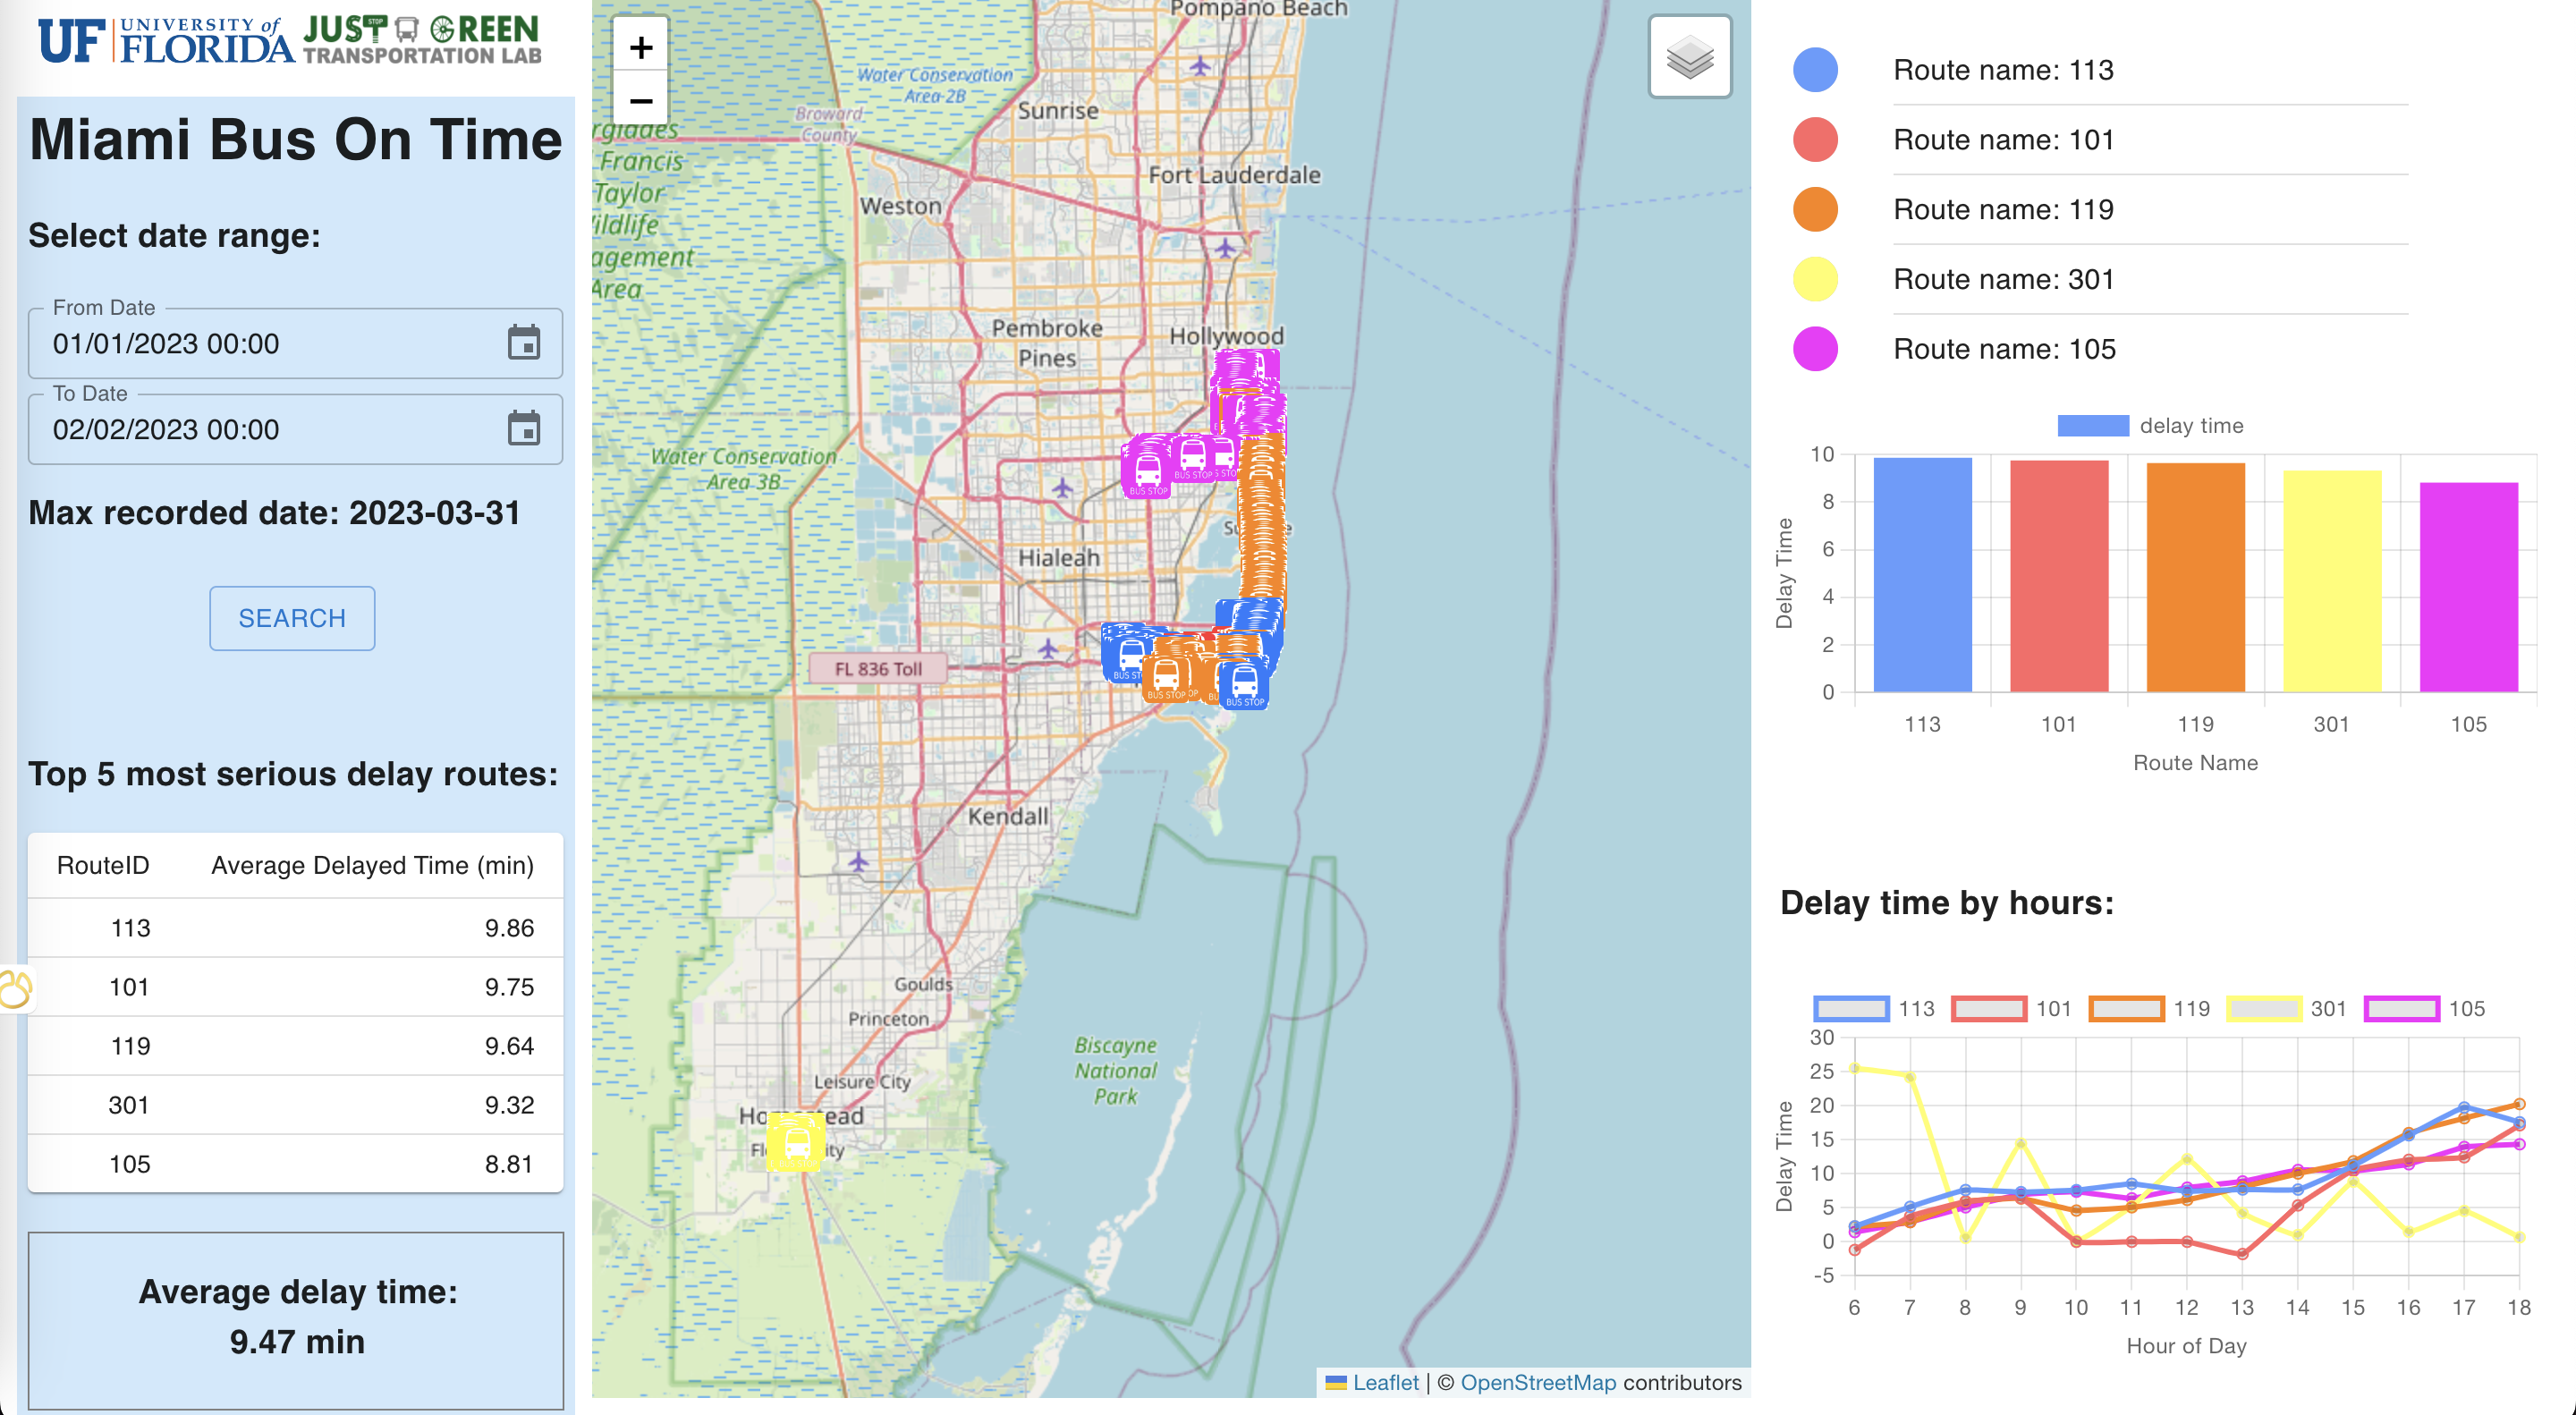 UF UNIVERSITY of FLORIDA
JUST STOP GREEN
TRANSPORTATION LAB
Miami Bus On Time
Select date range:
From Date
01/01/2023 00:00
To Date
02/02/2023 00:00
Max recorded date: 2023-03-31
SEARCH
Top 5 most serious delay routes:
RouteID Average Delayed Time (min)
113 9.86
101 9.75
119 9.64
301 9.32
105 8.81
Average delay time:
9.47 min
+
−
Pompano Beach
Water Conservation
Area 2B
Sunrise
Broward
County
Francis
Taylor
Area
Fort Lauderdale
Weston
Pembroke
Pines
Hollywood
Water Conservation
Area 3B
BUS STOP
BUS STOP
Hialeah
FL 836 Toll
BUS STOP
BUS STOP
Kendall
Goulds
Princeton
Leisure City
Biscayne
National
Park
Leaflet | © OpenStreetMap contributors
Route name: 113
Route name: 101
Route name: 119
Route name: 301
Route name: 105
delay time
10
8
6
4
2
0
Delay Time
113 101 119 301 105
Route Name
Delay time by hours:
113 101 119 301 105
30
25
20
15
10
5
0
-5
Delay Time
6 7 8 9 10 11 12 13 14 15 16 17 18
Hour of Day